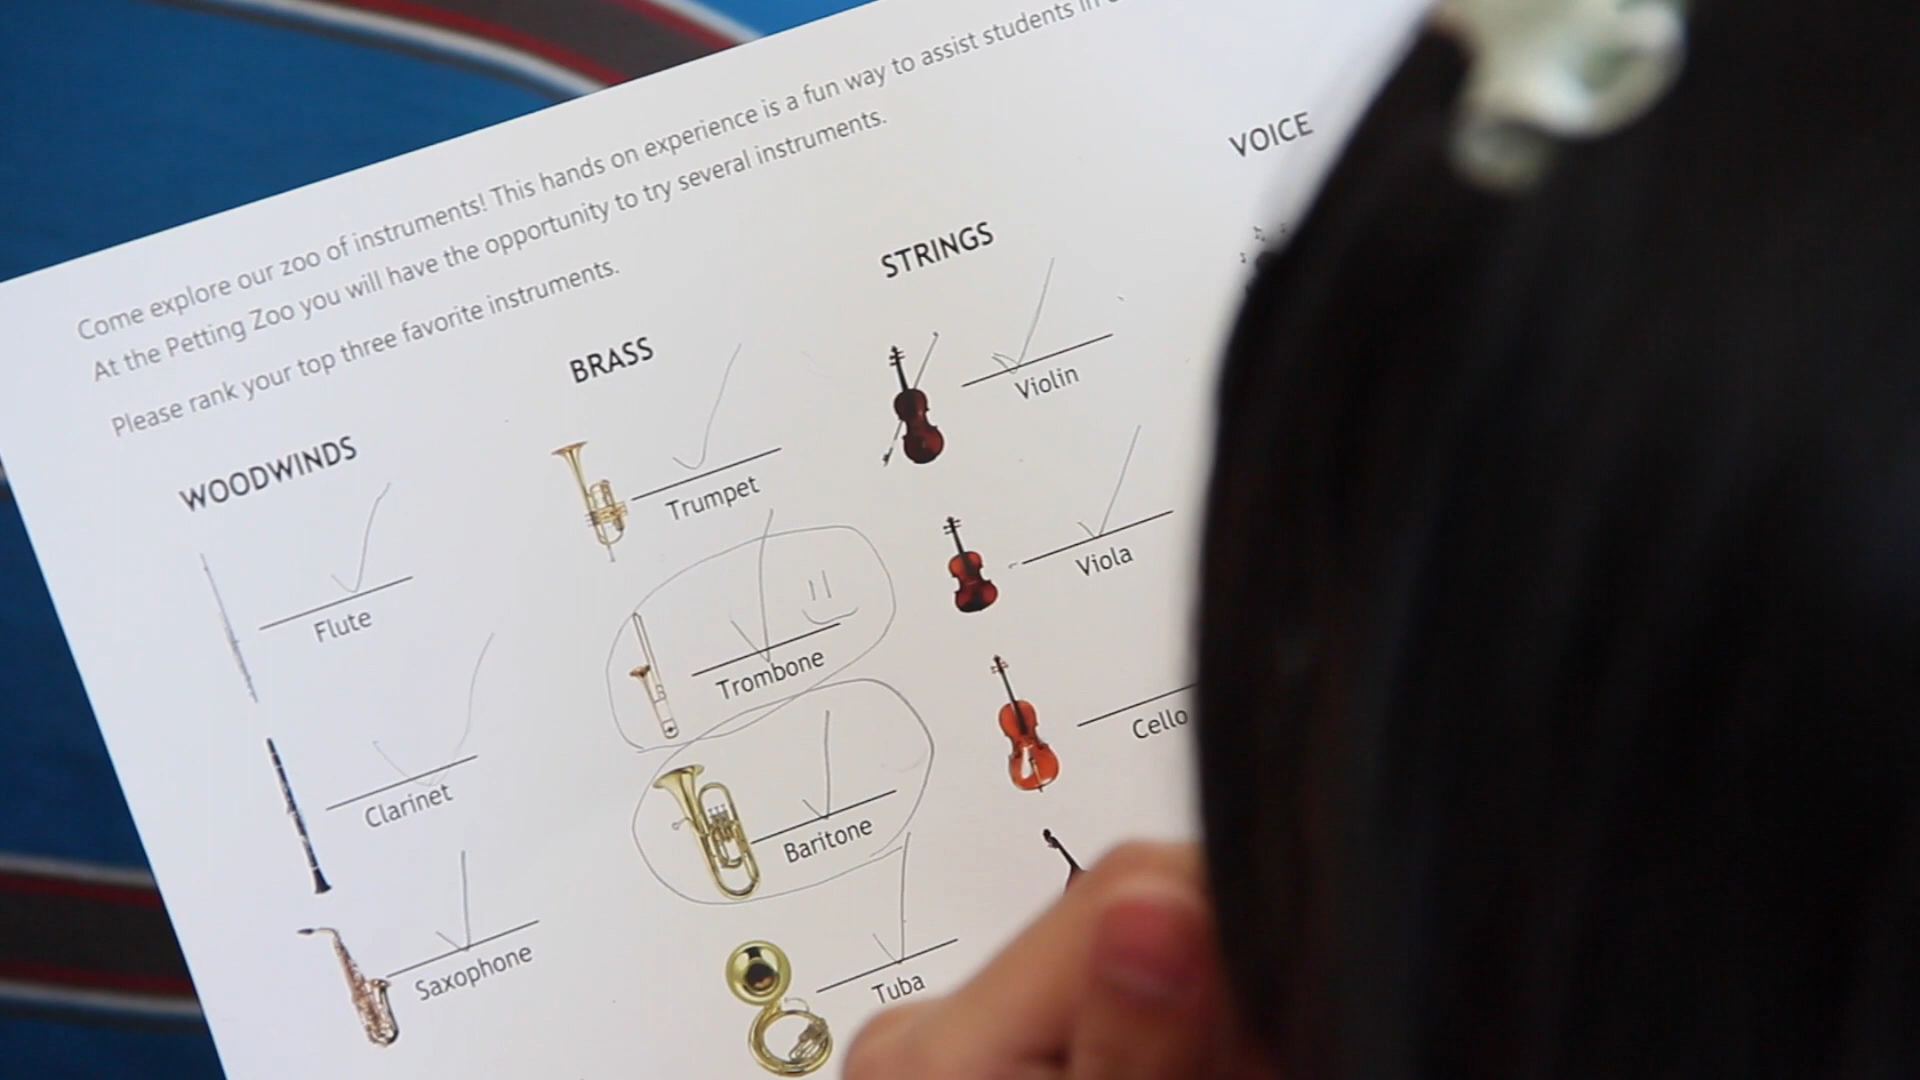 Come explore our zoo of instruments! This hands on experience is a fun way to assist students in
At the Petting Zoo you will have the opportunity to try several instruments.
Please rank your top three favorite instruments.
WOODWINDS
Flute
Clarinet
Saxophone
BRASS
Trumpet
Trombone
Baritone
Tuba
STRINGS
Violin
Viola
Cello
VOICE